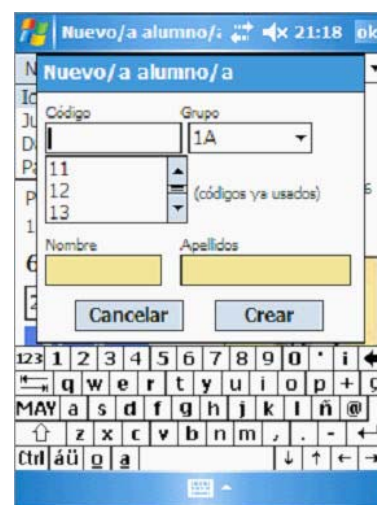 Nuevo/a alumno/a 21:18 ok
Nuevo/a alumno/a
Código Grupo
1A
11
12
13
(códigos ya usados)
Nombre Apellidos
Cancelar Crear
123 1 2 3 4 5 6 7 8 9 0 ' ¡
q w e r t y u i o p + ç
MAY a s d f g h j k l ñ @
z x c v b n m , . -
Ctrl áü º ª ↓ ↑ ← →